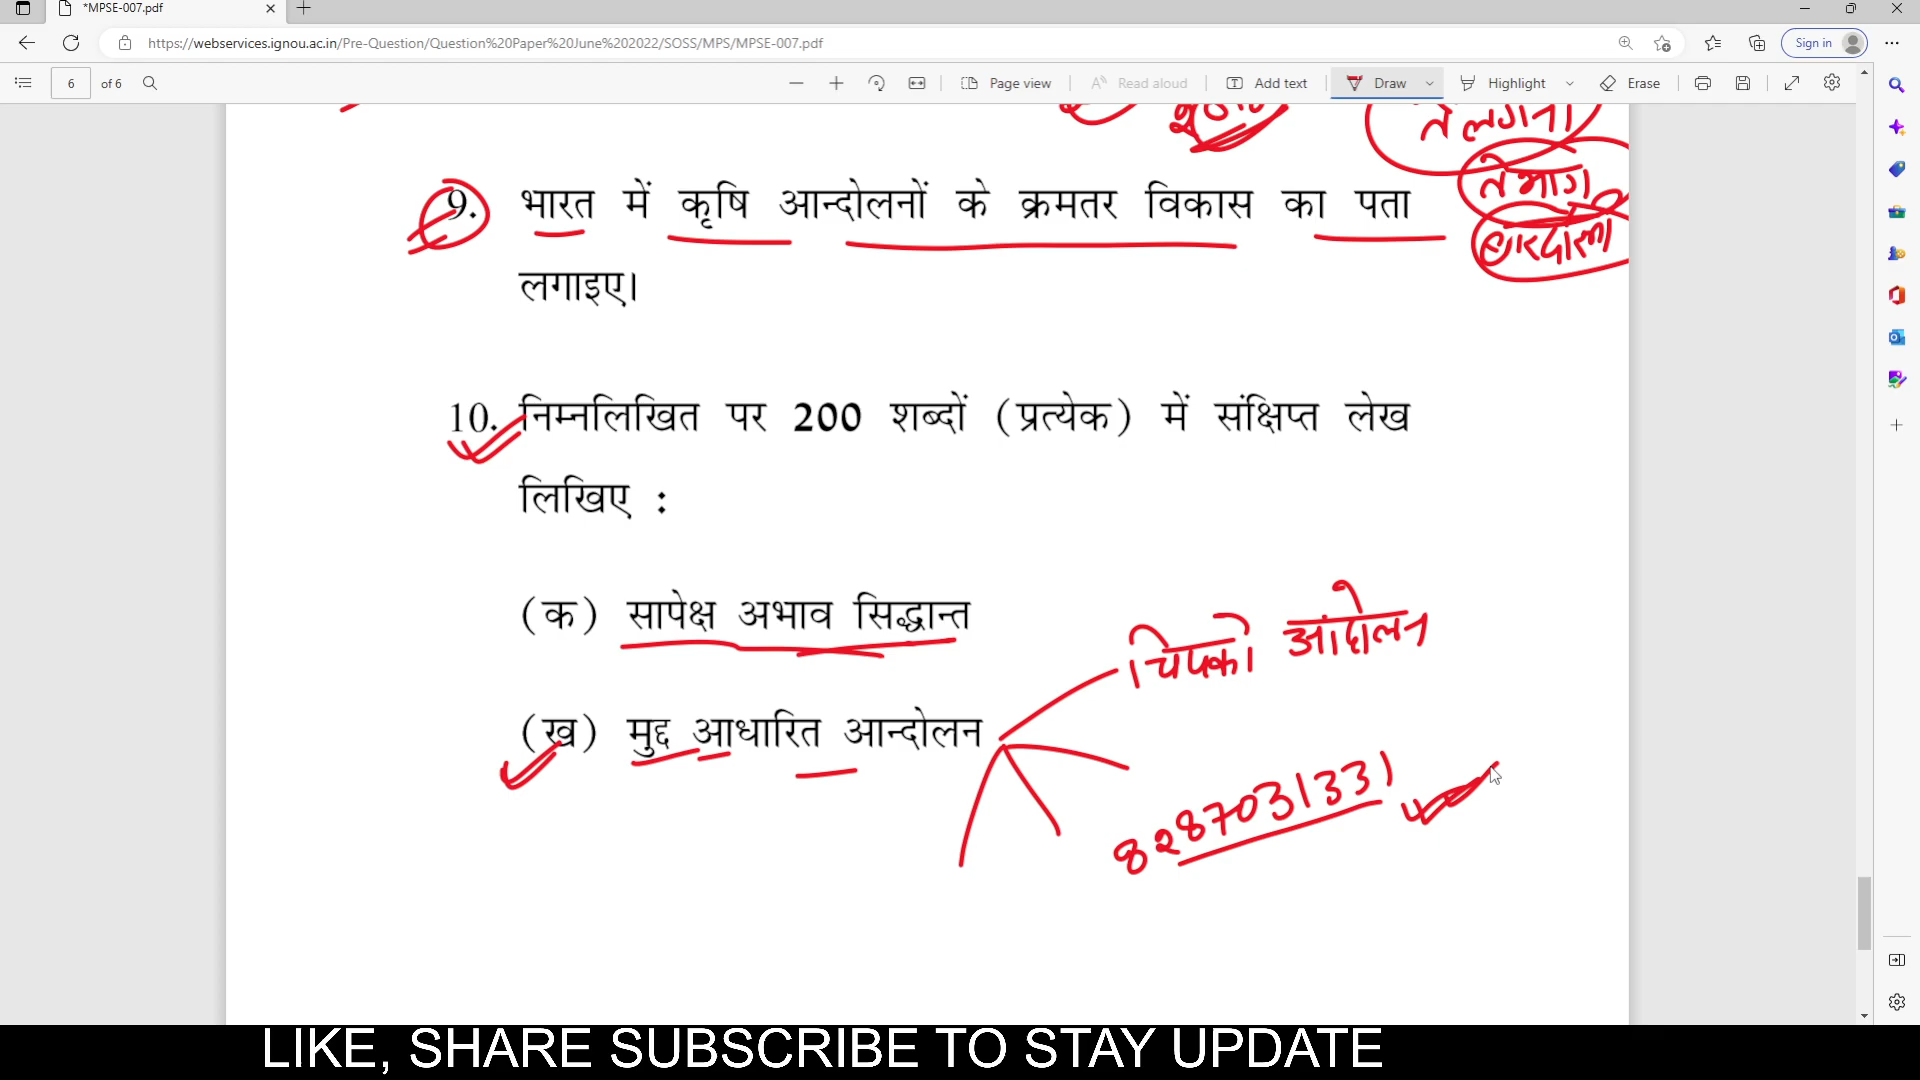 *MPSE-007.pdf
https://webservices.ignou.ac.in/Pre-Question/Question%20Paper%20June%202022/SOSS/MPS/MPSE-007.pdf
Sign in
6 of 6
Page view
Read aloud
Add text
Draw
Highlight
Erase
तेलगना
तेभागा
9. भारत में कृषि आन्दोलनों के क्रमतर विकास का पता
बारदोली
लगाइए।
10. निम्नलिखित पर 200 शब्दों (प्रत्येक) में संक्षिप्त लेख
लिखिए :
(क) सापेक्ष अभाव सिद्धान्त
चिपको आंदोलन
(ख) मुद्द आधारित आन्दोलन
8287031331
LIKE, SHARE SUBSCRIBE TO STAY UPDATE